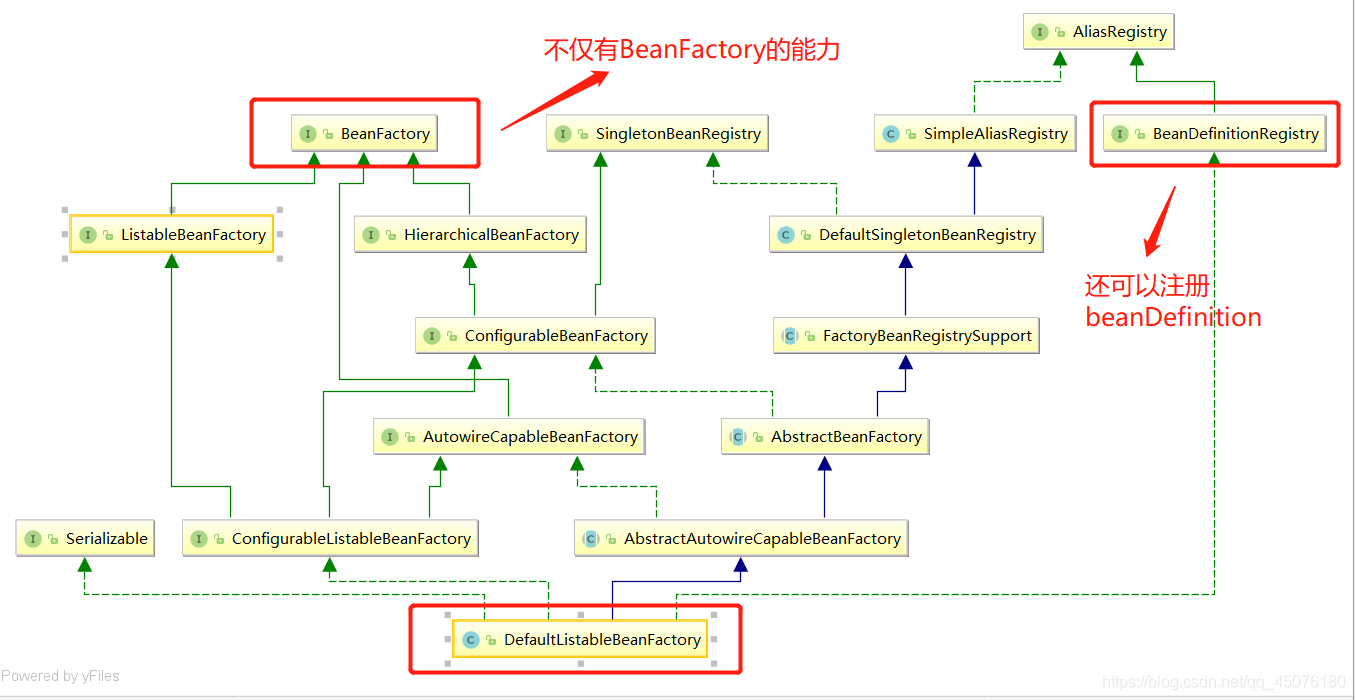 AliasRegistry
不仅有BeanFactory的能力
BeanFactory
SingletonBeanRegistry
SimpleAliasRegistry
BeanDefinitionRegistry
ListableBeanFactory
HierarchicalBeanFactory
DefaultSingletonBeanRegistry
还可以注册
beanDefinition
ConfigurableBeanFactory
FactoryBeanRegistrySupport
AutowireCapableBeanFactory
AbstractBeanFactory
Serializable
ConfigurableListableBeanFactory
AbstractAutowireCapableBeanFactory
DefaultListableBeanFactory
Powered by yFiles
https://blog.csdn.net/qq_45076180